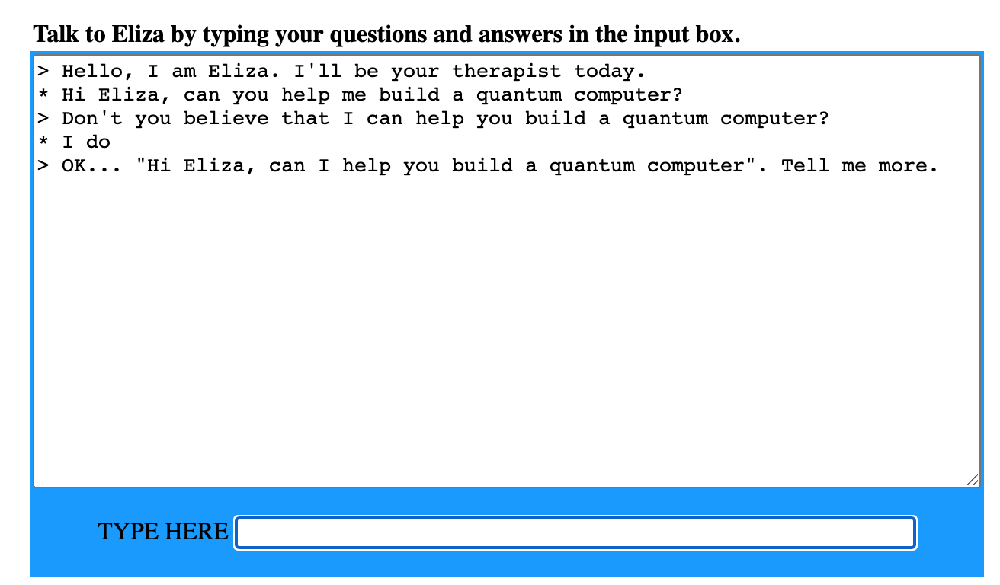 Talk to Eliza by typing your questions and answers in the input box.
> Hello, I am Eliza. I'll be your therapist today.
* Hi Eliza, can you help me build a quantum computer?
> Don't you believe that I can help you build a quantum computer?
* I do
> OK... "Hi Eliza, can I help you build a quantum computer". Tell me more.
TYPE HERE